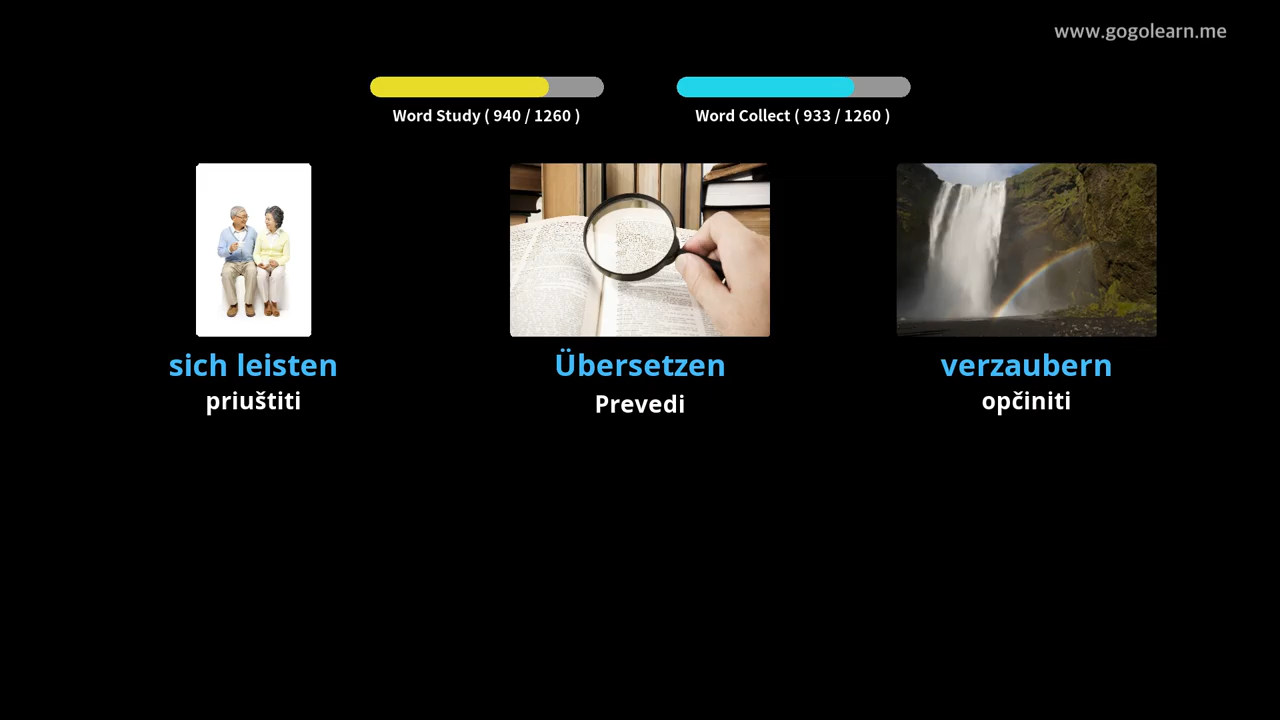 www.gogolearn.me
Word Study ( 940 / 1260 )
Word Collect ( 933 / 1260 )
sich leisten
priuštiti
Übersetzen
Prevedi
verzaubern
opčiniti